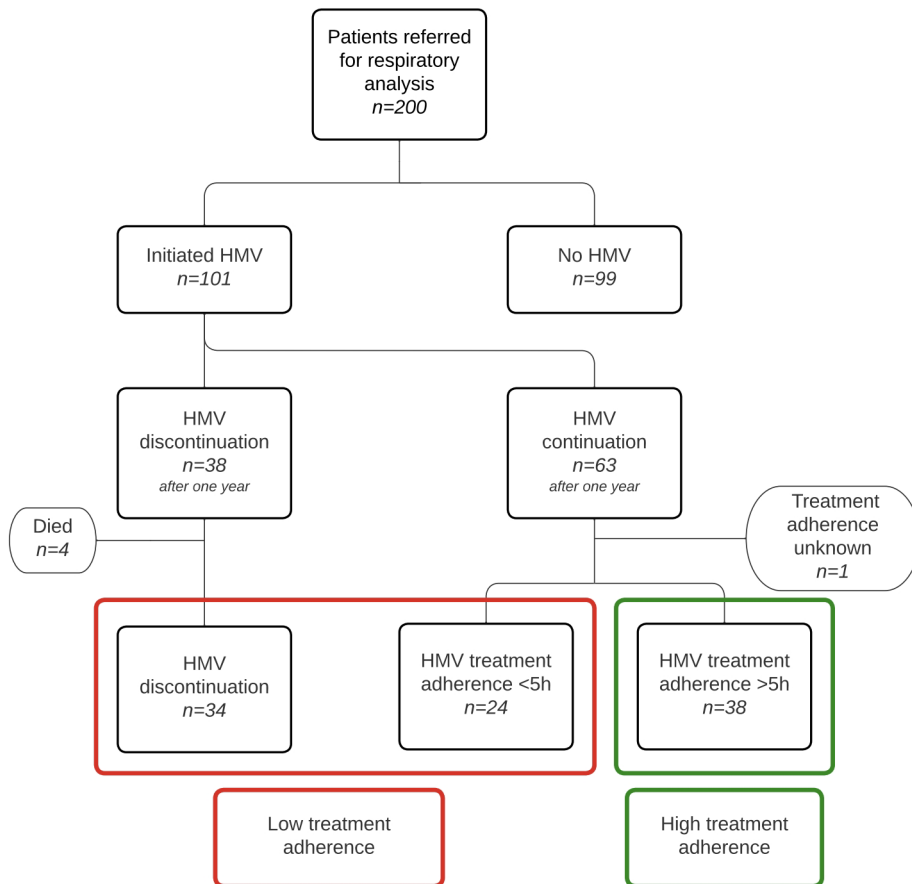 Patients referred
for respiratory
analysis
n=200
Initiated HMV
n=101
No HMV
n=99
HMV
discontinuation
n=38
after one year
HMV
continuation
n=63
after one year
Died
n=4
Treatment
adherence
unknown
n=1
HMV
discontinuation
n=34
HMV treatment
adherence <5h
n=24
HMV treatment
adherence >5h
n=38
Low treatment
adherence
High treatment
adherence